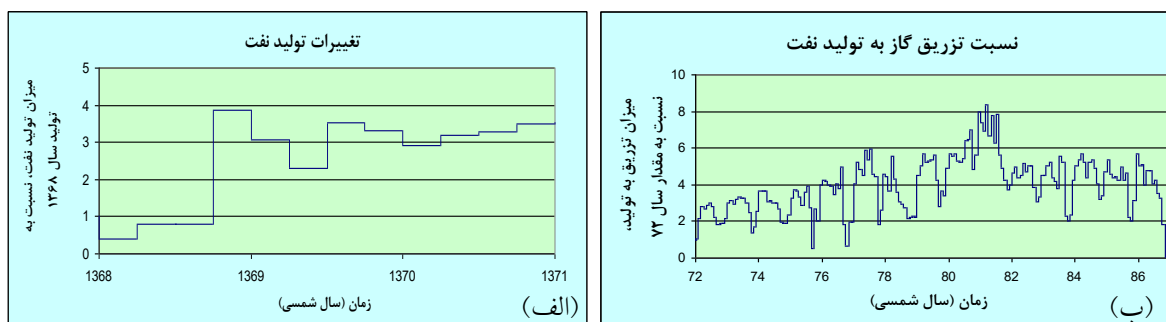 تغییرات تولید نفت
میزان تولید نفت، نسبت به
تولید سال ۱۳۶۸
5
4
3
2
1
0
1368 1369 1370 1371
زمان (سال شمسی)
(الف)
نسبت تزریق گاز به تولید نفت
میزان تزریق به تولید،
نسبت به مقدار سال ۷۲
10
8
6
4
2
0
72 74 76 78 80 82 84 86
زمان (سال شمسی)
(ب)